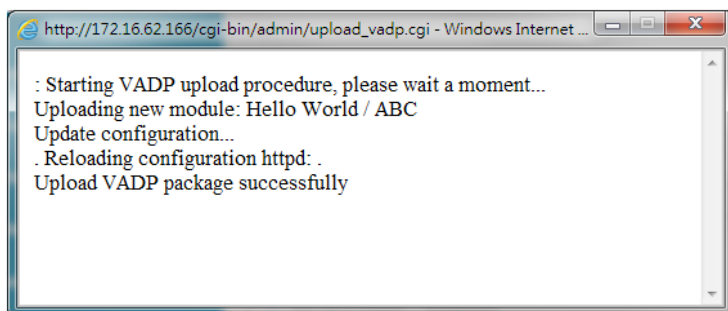 http://172.16.62.166/cgi-bin/admin/upload_vadp.cgi - Windows Internet ...
: Starting VADP upload procedure, please wait a moment...
Uploading new module: Hello World / ABC
Update configuration...
. Reloading configuration httpd: .
Upload VADP package successfully